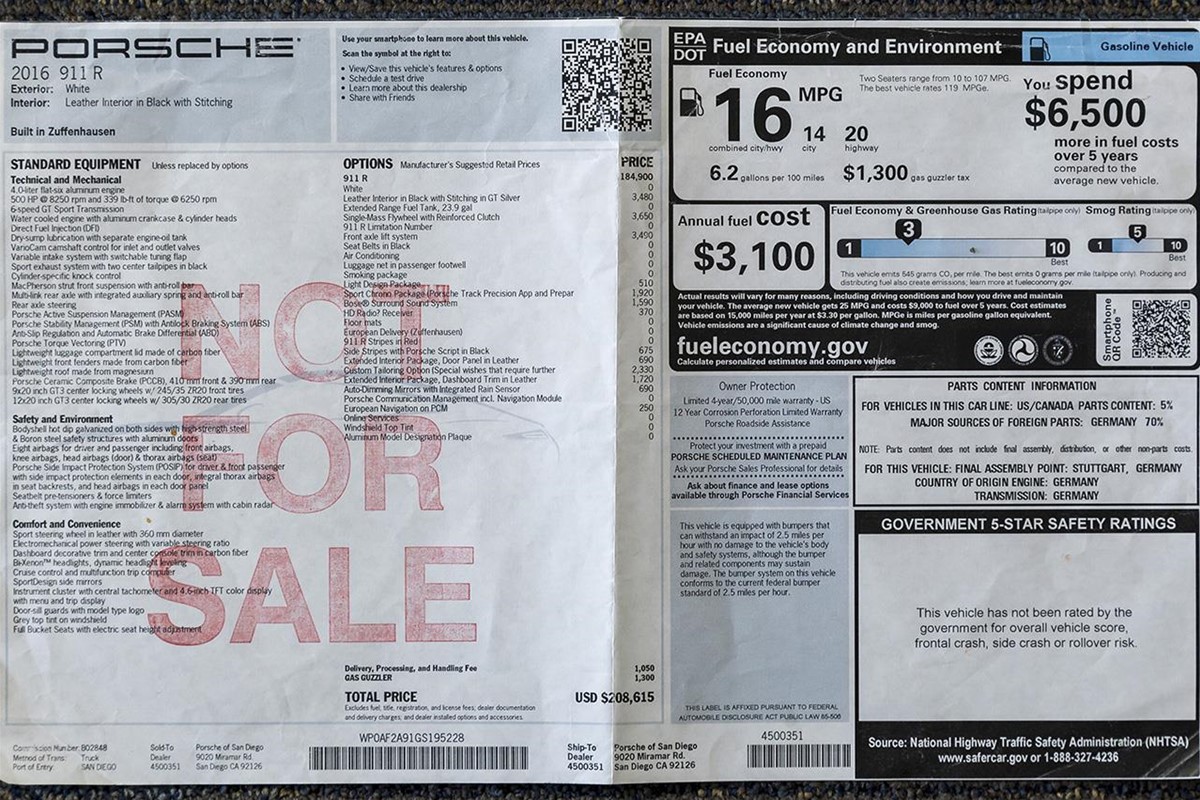 PORSCHE
2016 911 R
Exterior: White
Interior: Leather Interior in Black with Stitching
Built in Zuffenhausen
Use your smartphone to learn more about this vehicle.
Scan the symbol at the right to:
• View/Save this vehicle's features & options
• Schedule a test drive
• Learn more about this dealership
• Share with Friends
STANDARD EQUIPMENT Unless replaced by options
Technical and Mechanical
4.0-liter flat-six aluminum engine
500 HP @ 8250 rpm and 339 lb-ft of torque @ 6250 rpm
6-speed GT Sport Transmission
Water cooled engine with aluminum crankcase & cylinder heads
Direct Fuel Injection (DFI)
Dry-sump lubrication with separate engine-oil tank
VarioCam camshaft control for inlet and outlet valves
Variable intake system with switchable tuning flap
Sport exhaust system with two center tailpipes in black
Cylinder-specific knock control
MacPherson strut front suspension with anti-roll bar
Multi-link rear axle with integrated auxiliary spring and anti-roll bar
Rear axle steering
Porsche Active Suspension Management (PASM)
Porsche Stability Management (PSM) with Antilock Braking System (ABS)
Anti-Slip Regulation and Automatic Brake Differential (ABD)
Porsche Torque Vectoring (PTV)
Lightweight luggage compartment lid made of carbon fiber
Lightweight front fenders made from carbon fiber
Lightweight roof made from magnesium
Porsche Ceramic Composite Brake (PCCB), 410 mm front & 390 mm rear
9x20 inch GT3 center locking wheels w/ 245/35 ZR20 front tires
12x20 inch GT3 center locking wheels w/ 305/30 ZR20 rear tires
Safety and Environment
Bodyshell hot dip galvanized on both sides with high-strength steel
& Boron steel safety structures with aluminum doors
Eight airbags for driver and passenger including front airbags,
knee airbags, head airbags (door) & thorax airbags (seat)
Porsche Side Impact Protection System (POSIP) for driver & front passenger
with side impact protection elements in each door, integral thorax airbags
in seat backrests, and head airbags in each door panel
Seatbelt pre-tensioners & force limiters
Anti-theft system with engine immobilizer & alarm system with cabin radar
Comfort and Convenience
Sport steering wheel in leather with 360 mm diameter
Electromechanical power steering with variable steering ratio
Dashboard decorative trim and center console trim in carbon fiber
Bi-Xenon™ headlights, dynamic headlight leveling
Cruise control and multifunction trip computer
SportDesign side mirrors
Instrument cluster with central tachometer and 4.6-inch TFT color display
with menu and trip display
Door-sill guards with model type logo
Grey top tint on windshield
Full Bucket Seats with electric seat height adjustment
OPTIONS Manufacturer's Suggested Retail Prices PRICE
911 R 184,900
White 0
Leather Interior in Black with Stitching in GT Silver 3,480
Extended Range Fuel Tank, 23.9 gal 0
Single-Mass Flywheel with Reinforced Clutch 3,650
911 R Limitation Number 0
Front axle lift system 3,490
Seat Belts in Black 0
Air Conditioning 0
Luggage net in passenger footwell 0
Smoking package 0
Light Design Package 510
Sport Chrono Package (Porsche Track Precision App and Prepar 1,920
Bose® Surround Sound System 1,590
HD Radio? Receiver 370
Floor mats 0
European Delivery (Zuffenhausen) 0
911 R Stripes in Red 0
Side Stripes with Porsche Script in Black 675
Extended Interior Package, Door Panel in Leather 690
Custom Tailoring Option (Special wishes that require further 2,330
Extended Interior Package, Dashboard Trim in Leather 1,720
Auto-Dimming Mirrors with Integrated Rain Sensor 690
Porsche Communication Management incl. Navigation Module 0
European Navigation on PCM 250
Online Services 0
Windshield Top Tint 0
Aluminum Model Designation Plaque 0
NOT
FOR
SALE
Delivery, Processing, and Handling Fee 1,050
GAS GUZZLER 1,300
TOTAL PRICE USD $208,615
Excludes fuel, title, registration, and license fees; dealer documentation
and delivery charges; and dealer installed options and accessories.
WP0AF2A91GS195228
Commission Number: B02848
Method of Trans: Truck
Port of Entry: SAN DIEGO
Sold-To Porsche of San Diego
Dealer 9020 Miramar Rd.
4500351 San Diego CA 92126
Ship-To Porsche of San Diego
Dealer 9020 Miramar Rd.
4500351 San Diego CA 92126
EPA
DOT Fuel Economy and Environment
Gasoline Vehicle
Fuel Economy
16 MPG
combined city/hwy
14
city
20
highway
Two Seaters range from 10 to 107 MPG.
The best vehicle rates 119 MPGe.
6.2 gallons per 100 miles
$1,300 gas guzzler tax
You spend
$6,500
more in fuel costs
over 5 years
compared to the
average new vehicle.
Annual fuel cost
$3,100
Fuel Economy & Greenhouse Gas Rating (tailpipe only)
3
1 10
Best
Smog Rating (tailpipe only)
5
1 10
Best
This vehicle emits 545 grams CO₂ per mile. The best emits 0 grams per mile (tailpipe only). Producing and
distributing fuel also create emissions; learn more at fueleconomy.gov.
Actual results will vary for many reasons, including driving conditions and how you drive and maintain
your vehicle. The average new vehicle gets 25 MPG and costs $9,000 to fuel over 5 years. Cost estimates
are based on 15,000 miles per year at $3.30 per gallon. MPGe is miles per gasoline gallon equivalent.
Vehicle emissions are a significant cause of climate change and smog.
fueleconomy.gov
Calculate personalized estimates and compare vehicles
Smartphone
QR Code™
Owner Protection
Limited 4-year/50,000 mile warranty - US
12 Year Corrosion Perforation Limited Warranty
Porsche Roadside Assistance
Protect your investment with a prepaid
PORSCHE SCHEDULED MAINTENANCE PLAN
Ask your Porsche Sales Professional for details
Ask about finance and lease options
available through Porsche Financial Services
This vehicle is equipped with bumpers that
can withstand an impact of 2.5 miles per
hour with no damage to the vehicle's body
and safety systems, although the bumper
and related components may sustain
damage. The bumper system on this vehicle
conforms to the current federal bumper
standard of 2.5 miles per hour.
THIS LABEL IS AFFIXED PURSUANT TO FEDERAL
AUTOMOBILE DISCLOSURE ACT PUBLIC LAW 85-506
4500351
PARTS CONTENT INFORMATION
FOR VEHICLES IN THIS CAR LINE: US/CANADA PARTS CONTENT: 5%
MAJOR SOURCES OF FOREIGN PARTS: GERMANY 70%
NOTE: Parts content does not include final assembly, distribution, or other non-parts costs.
FOR THIS VEHICLE: FINAL ASSEMBLY POINT: STUTTGART, GERMANY
COUNTRY OF ORIGIN ENGINE: GERMANY
TRANSMISSION: GERMANY
GOVERNMENT 5-STAR SAFETY RATINGS
This vehicle has not been rated by the
government for overall vehicle score,
frontal crash, side crash or rollover risk.
Source: National Highway Traffic Safety Administration (NHTSA)
www.safercar.gov or 1-888-327-4236